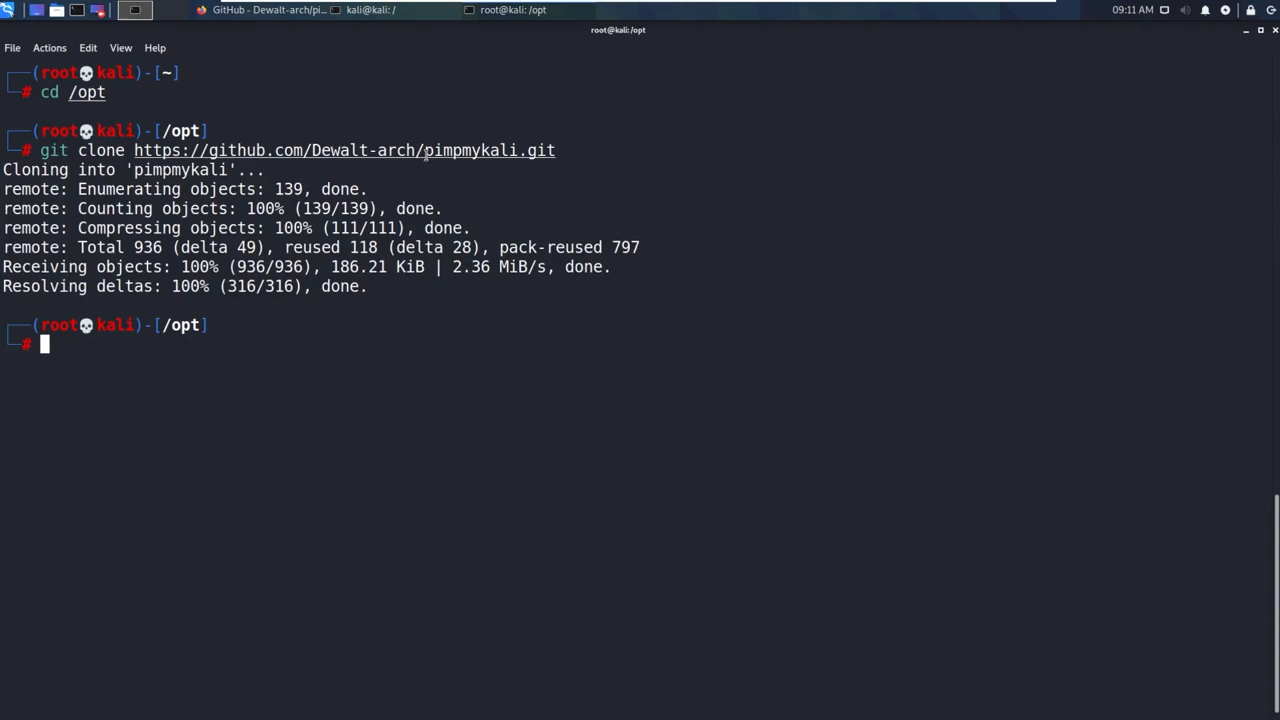 GitHub - Dewalt-arch/pi... kali@kali: / root@kali: /opt 09:11 AM
root@kali: /opt
File Actions Edit View Help
(root💀kali)-[~]
# cd /opt
(root💀kali)-[/opt]
# git clone https://github.com/Dewalt-arch/pimpmykali.git
Cloning into 'pimpmykali'...
remote: Enumerating objects: 139, done.
remote: Counting objects: 100% (139/139), done.
remote: Compressing objects: 100% (111/111), done.
remote: Total 936 (delta 49), reused 118 (delta 28), pack-reused 797
Receiving objects: 100% (936/936), 186.21 KiB | 2.36 MiB/s, done.
Resolving deltas: 100% (316/316), done.
(root💀kali)-[/opt]
#